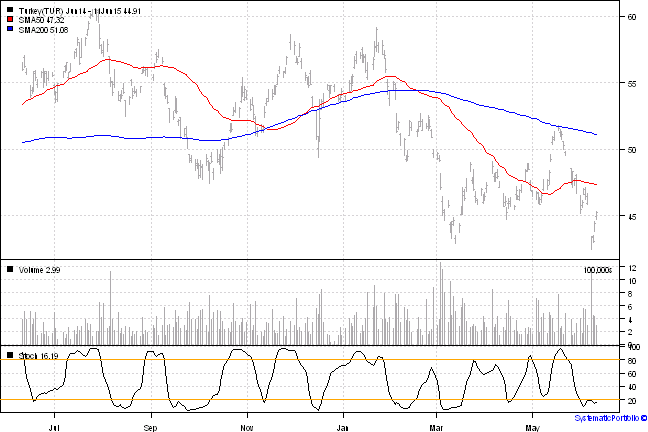 Turkey(TUR) Jun14 - Jun15 44.91
SMA50 47.32
SMA200 51.08
60
55
50
45
Volume 2.99
100,000s
12
10
8
6
4
2
0
Stoch 16.19
100
80
60
40
20
Jul Sep Nov Jan Mar May
SystematicPortfolio ©